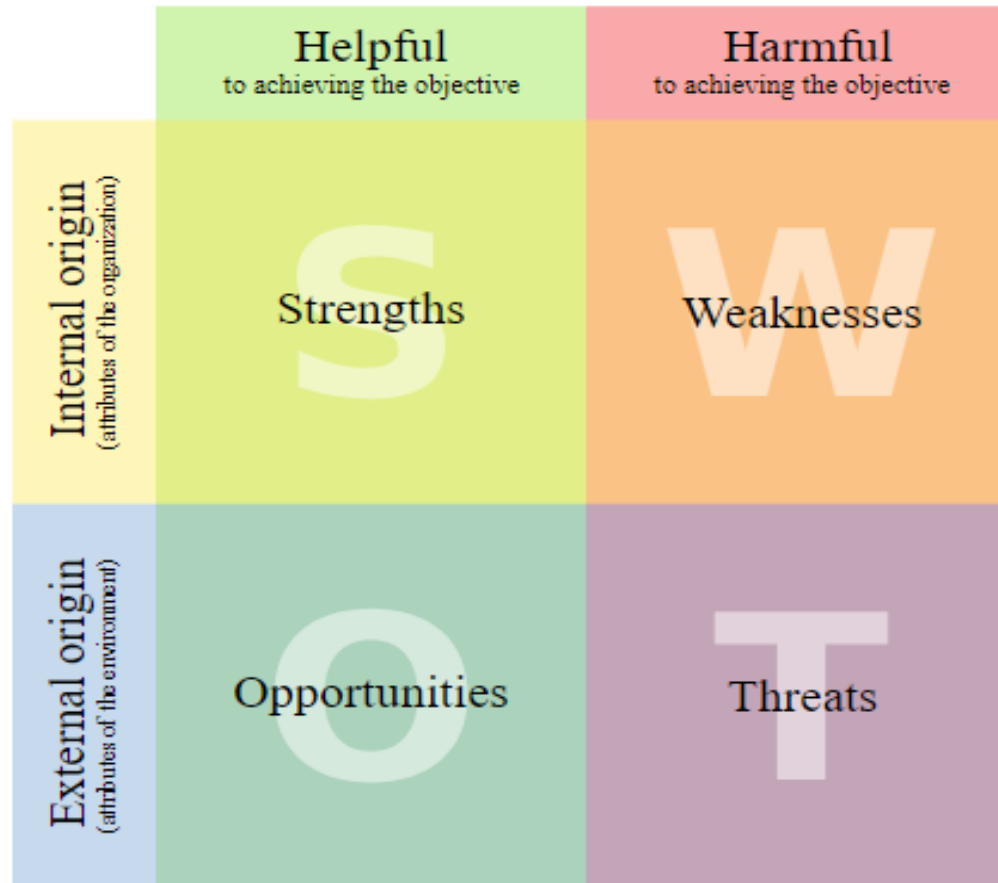 Helpful
to achieving the objective
Harmful
to achieving the objective
Internal origin
(attributes of the organization)
S
Strengths
W
Weaknesses
External origin
(attributes of the environment)
O
Opportunities
T
Threats